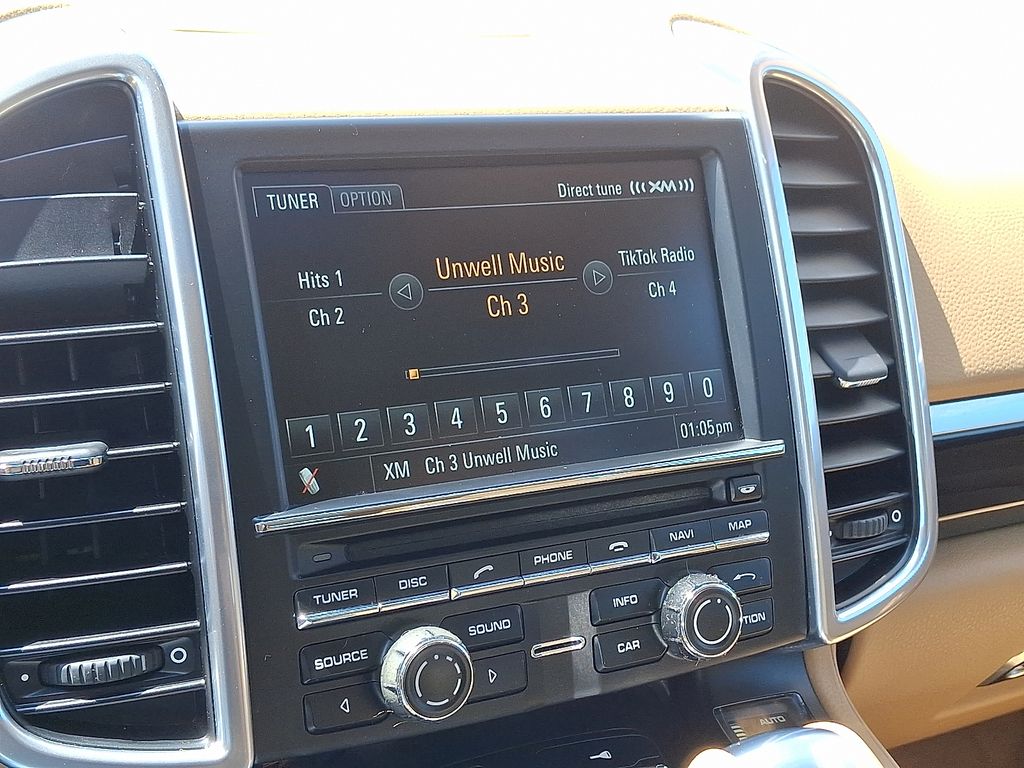 TUNER OPTION Direct tune XM
Hits 1 Unwell Music TikTok Radio
Ch 2 Ch 3 Ch 4
1 2 3 4 5 6 7 8 9 0
XM Ch 3 Unwell Music 01:05pm
TUNER DISC PHONE NAVI MAP
SOURCE SOUND INFO
CAR TION
AUTO